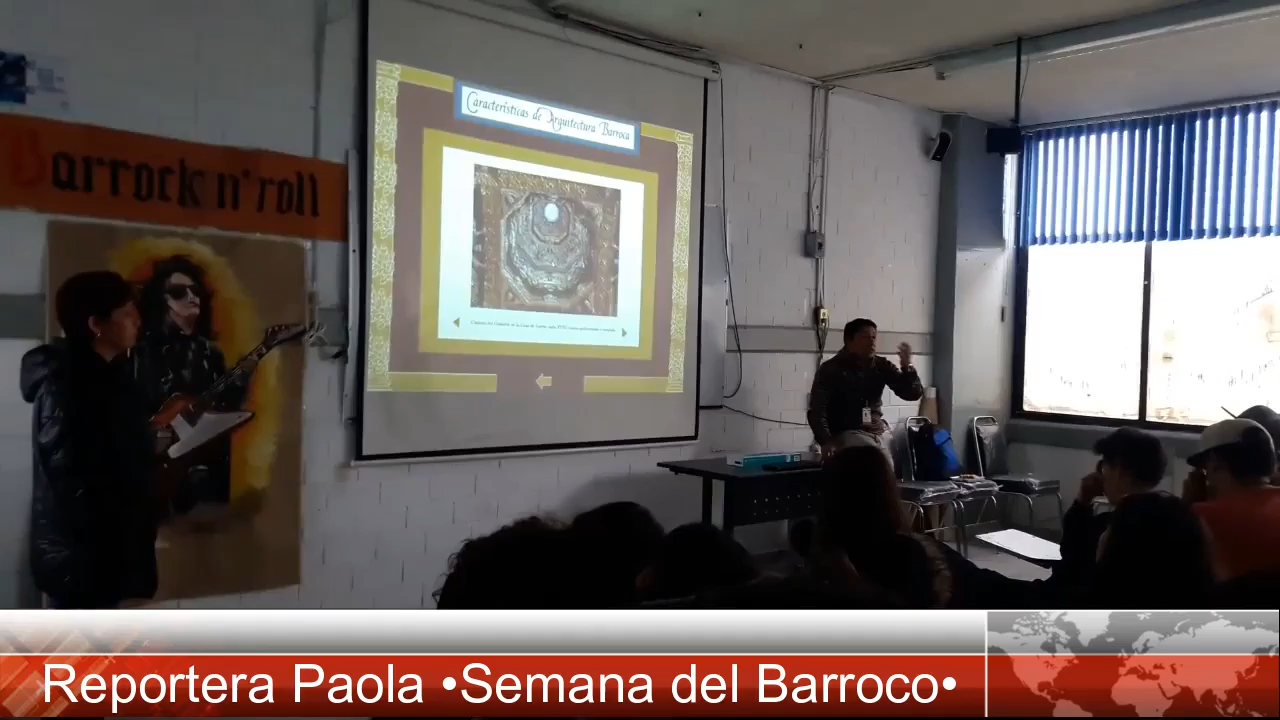 Características de Arquitectura Barroca
Barrock n' roll
Reportera Paola •Semana del Barroco•